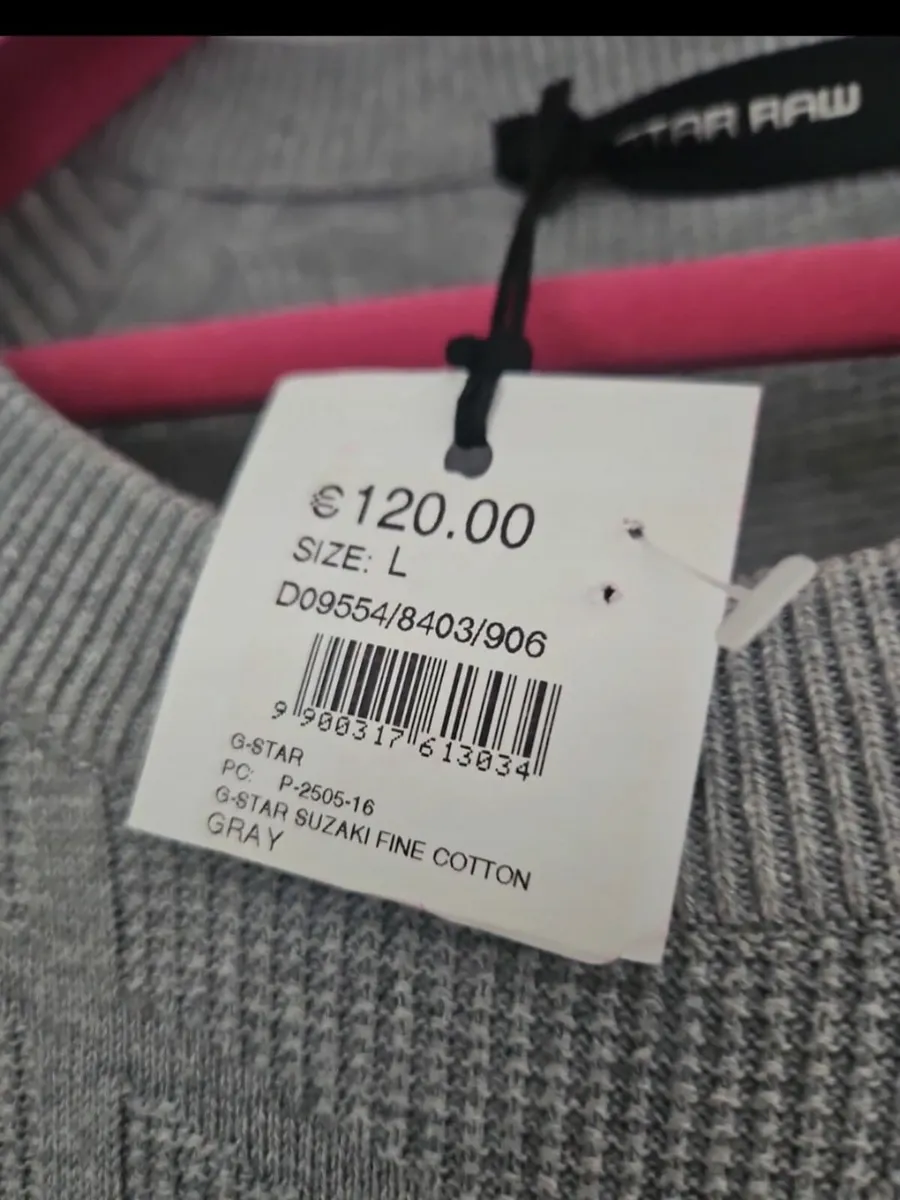 STAR RAW
€120.00
SIZE: L
D09554/8403/906
9 900317 613034
G-STAR
PC: P-2505-16
G-STAR SUZAKI FINE COTTON
GRAY